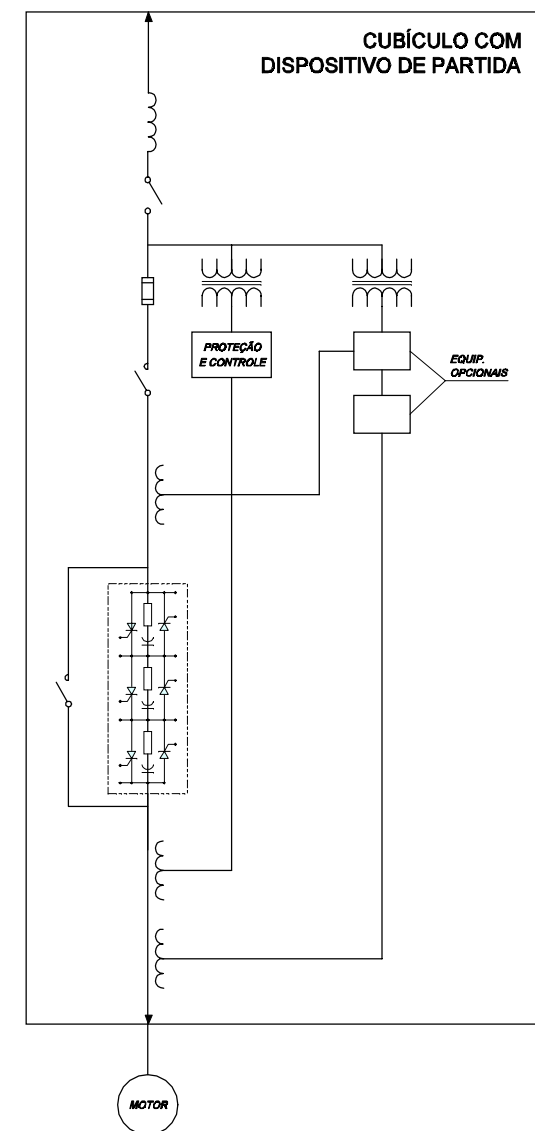 CUBÍCULO COM
DISPOSITIVO DE PARTIDA
PROTEÇÃO
E CONTROLE
EQUIP.
OPCIONAIS
MOTOR